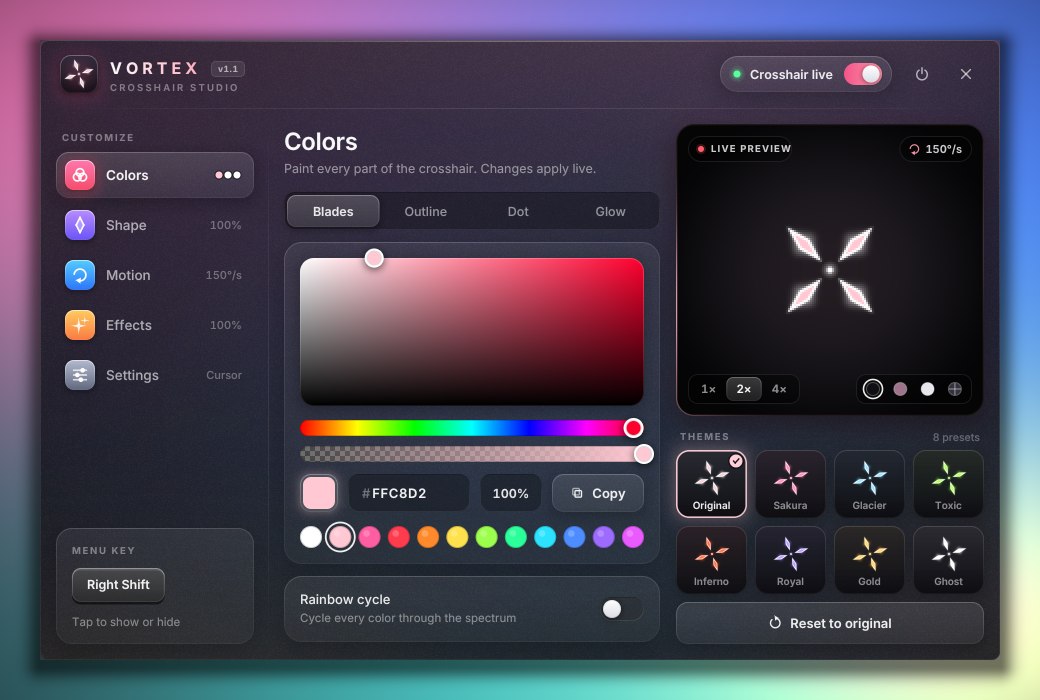 VORTEX v1.1
CROSSHAIR STUDIO
Crosshair live
CUSTOMIZE
Colors
Shape 100%
Motion 150°/s
Effects 100%
Settings Cursor
MENU KEY
Right Shift
Tap to show or hide
Colors
Paint every part of the crosshair. Changes apply live.
Blades Outline Dot Glow
#FFC8D2 100% Copy
Rainbow cycle
Cycle every color through the spectrum
LIVE PREVIEW 150°/s
1× 2× 4×
THEMES 8 presets
Original Sakura Glacier Toxic
Inferno Royal Gold Ghost
Reset to original